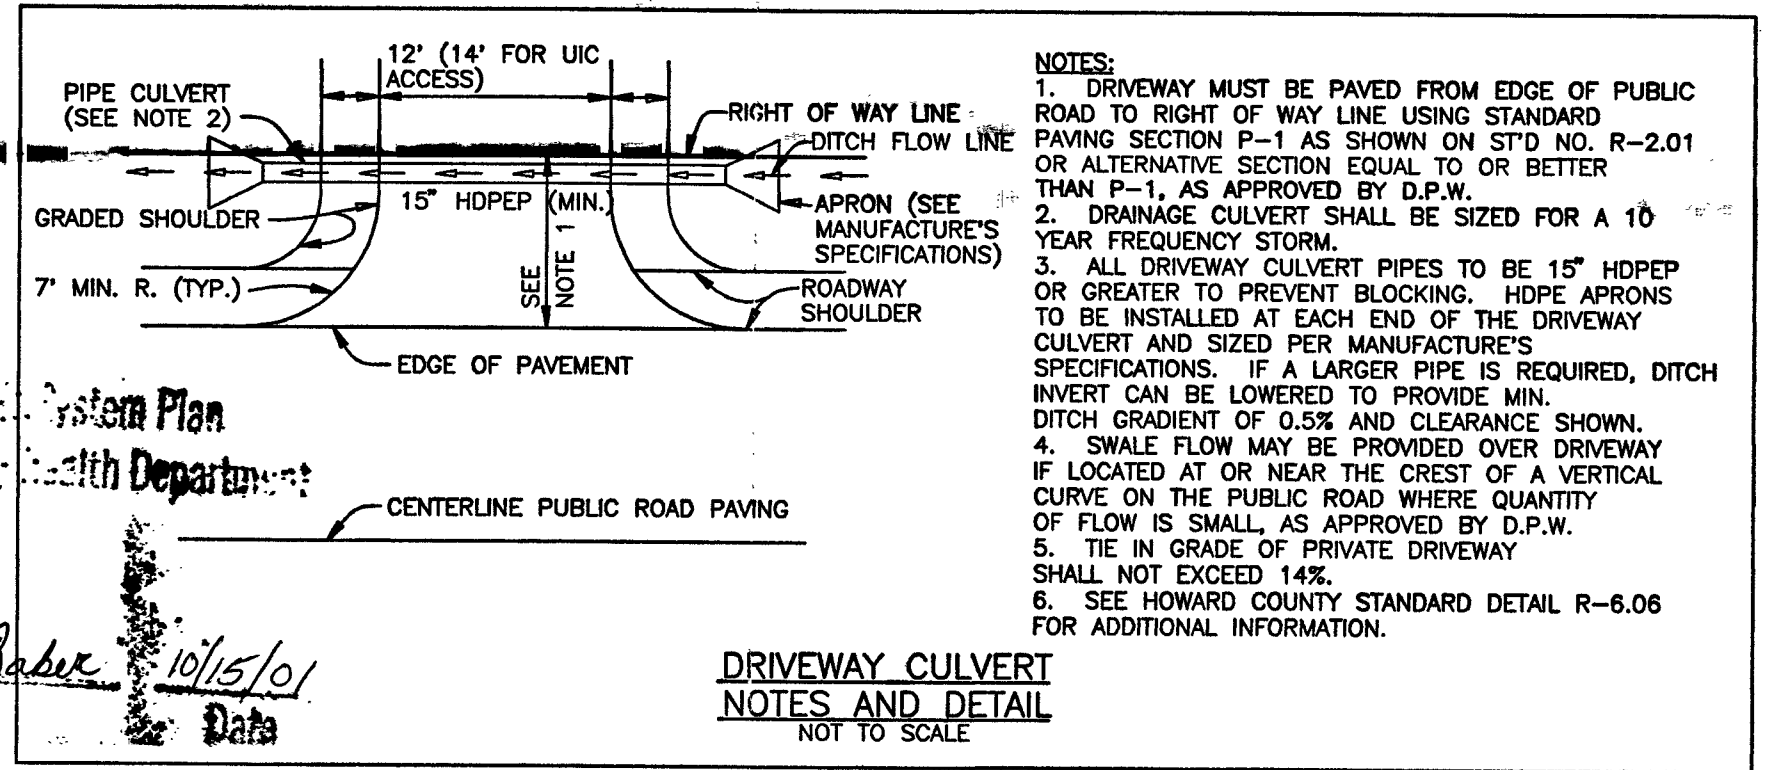 12' (14' FOR UIC
ACCESS)
PIPE CULVERT
(SEE NOTE 2)
RIGHT OF WAY LINE
DITCH FLOW LINE
15" HDPEP (MIN.)
GRADED SHOULDER
APRON (SEE
MANUFACTURE'S
SPECIFICATIONS)
SEE
NOTE 1
7' MIN. R. (TYP.)
ROADWAY
SHOULDER
EDGE OF PAVEMENT
CENTERLINE PUBLIC ROAD PAVING
System Plan
Health Department
Raber 10/15/01
Date
DRIVEWAY CULVERT
NOTES AND DETAIL
NOT TO SCALE
NOTES:
1. DRIVEWAY MUST BE PAVED FROM EDGE OF PUBLIC
ROAD TO RIGHT OF WAY LINE USING STANDARD
PAVING SECTION P-1 AS SHOWN ON ST'D NO. R-2.01
OR ALTERNATIVE SECTION EQUAL TO OR BETTER
THAN P-1, AS APPROVED BY D.P.W.
2. DRAINAGE CULVERT SHALL BE SIZED FOR A 10
YEAR FREQUENCY STORM.
3. ALL DRIVEWAY CULVERT PIPES TO BE 15" HDPEP
OR GREATER TO PREVENT BLOCKING. HDPE APRONS
TO BE INSTALLED AT EACH END OF THE DRIVEWAY
CULVERT AND SIZED PER MANUFACTURE'S
SPECIFICATIONS. IF A LARGER PIPE IS REQUIRED, DITCH
INVERT CAN BE LOWERED TO PROVIDE MIN.
DITCH GRADIENT OF 0.5% AND CLEARANCE SHOWN.
4. SWALE FLOW MAY BE PROVIDED OVER DRIVEWAY
IF LOCATED AT OR NEAR THE CREST OF A VERTICAL
CURVE ON THE PUBLIC ROAD WHERE QUANTITY
OF FLOW IS SMALL, AS APPROVED BY D.P.W.
5. TIE IN GRADE OF PRIVATE DRIVEWAY
SHALL NOT EXCEED 14%.
6. SEE HOWARD COUNTY STANDARD DETAIL R-6.06
FOR ADDITIONAL INFORMATION.